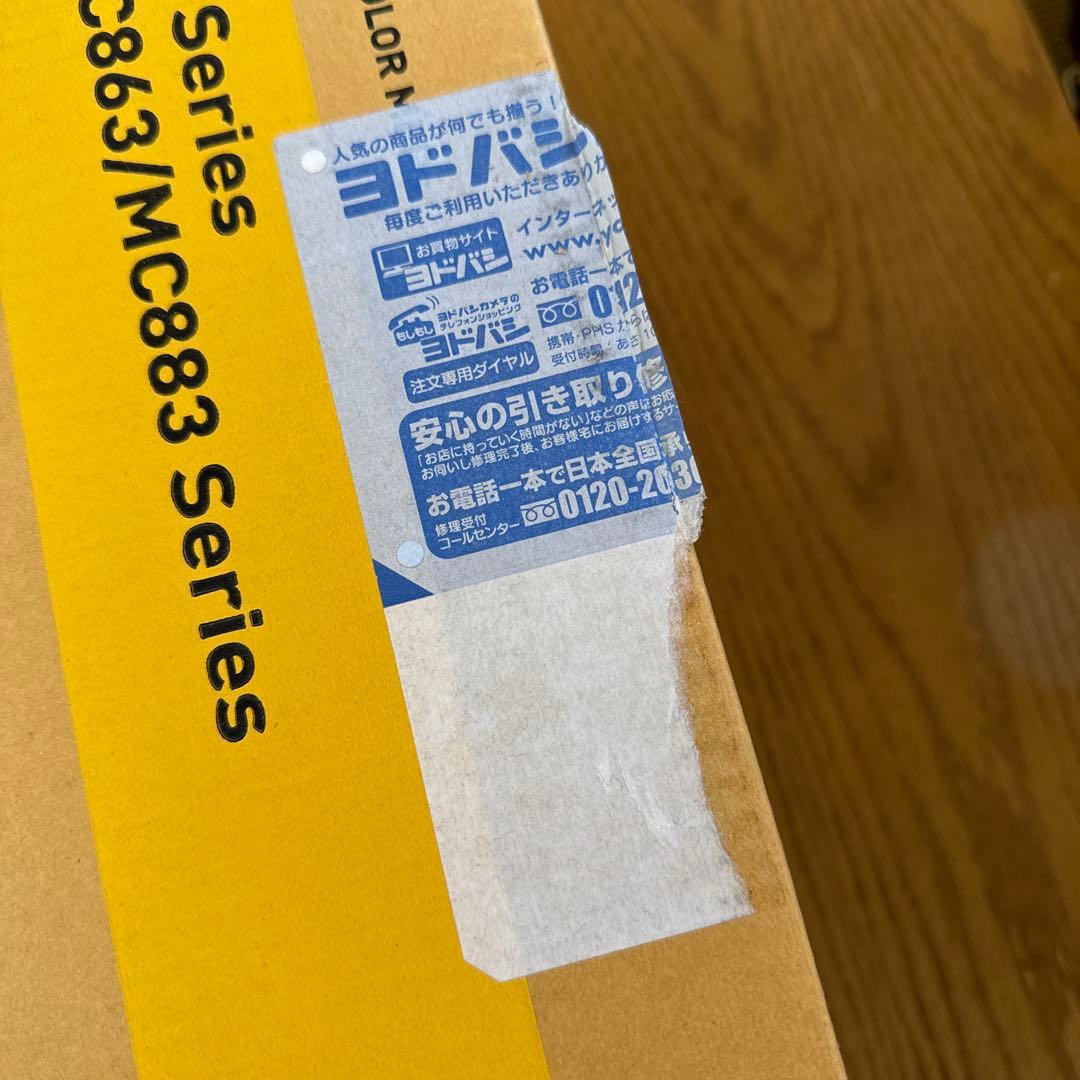 Series
C863/MC883 Series
OLOR M
人気の商品が何でも揃う!
ヨドバシ
毎度ご利用いただきありが
お買物サイト
ヨドバシ
インターネッ
www.yo
もしもし
ヨドバシカメラの
テレフォンショッピング
ヨドバシ
注文専用ダイヤル
お電話一本で
012
携帯・PHSからは
受付時間:あさ10
安心の引き取り修
「お店に持っていく時間がない」などの声にお応
お伺いし修理完了後、お客様宅にお届けするサー
お電話一本で日本全国承
修理受付
コールセンター
0120-2030